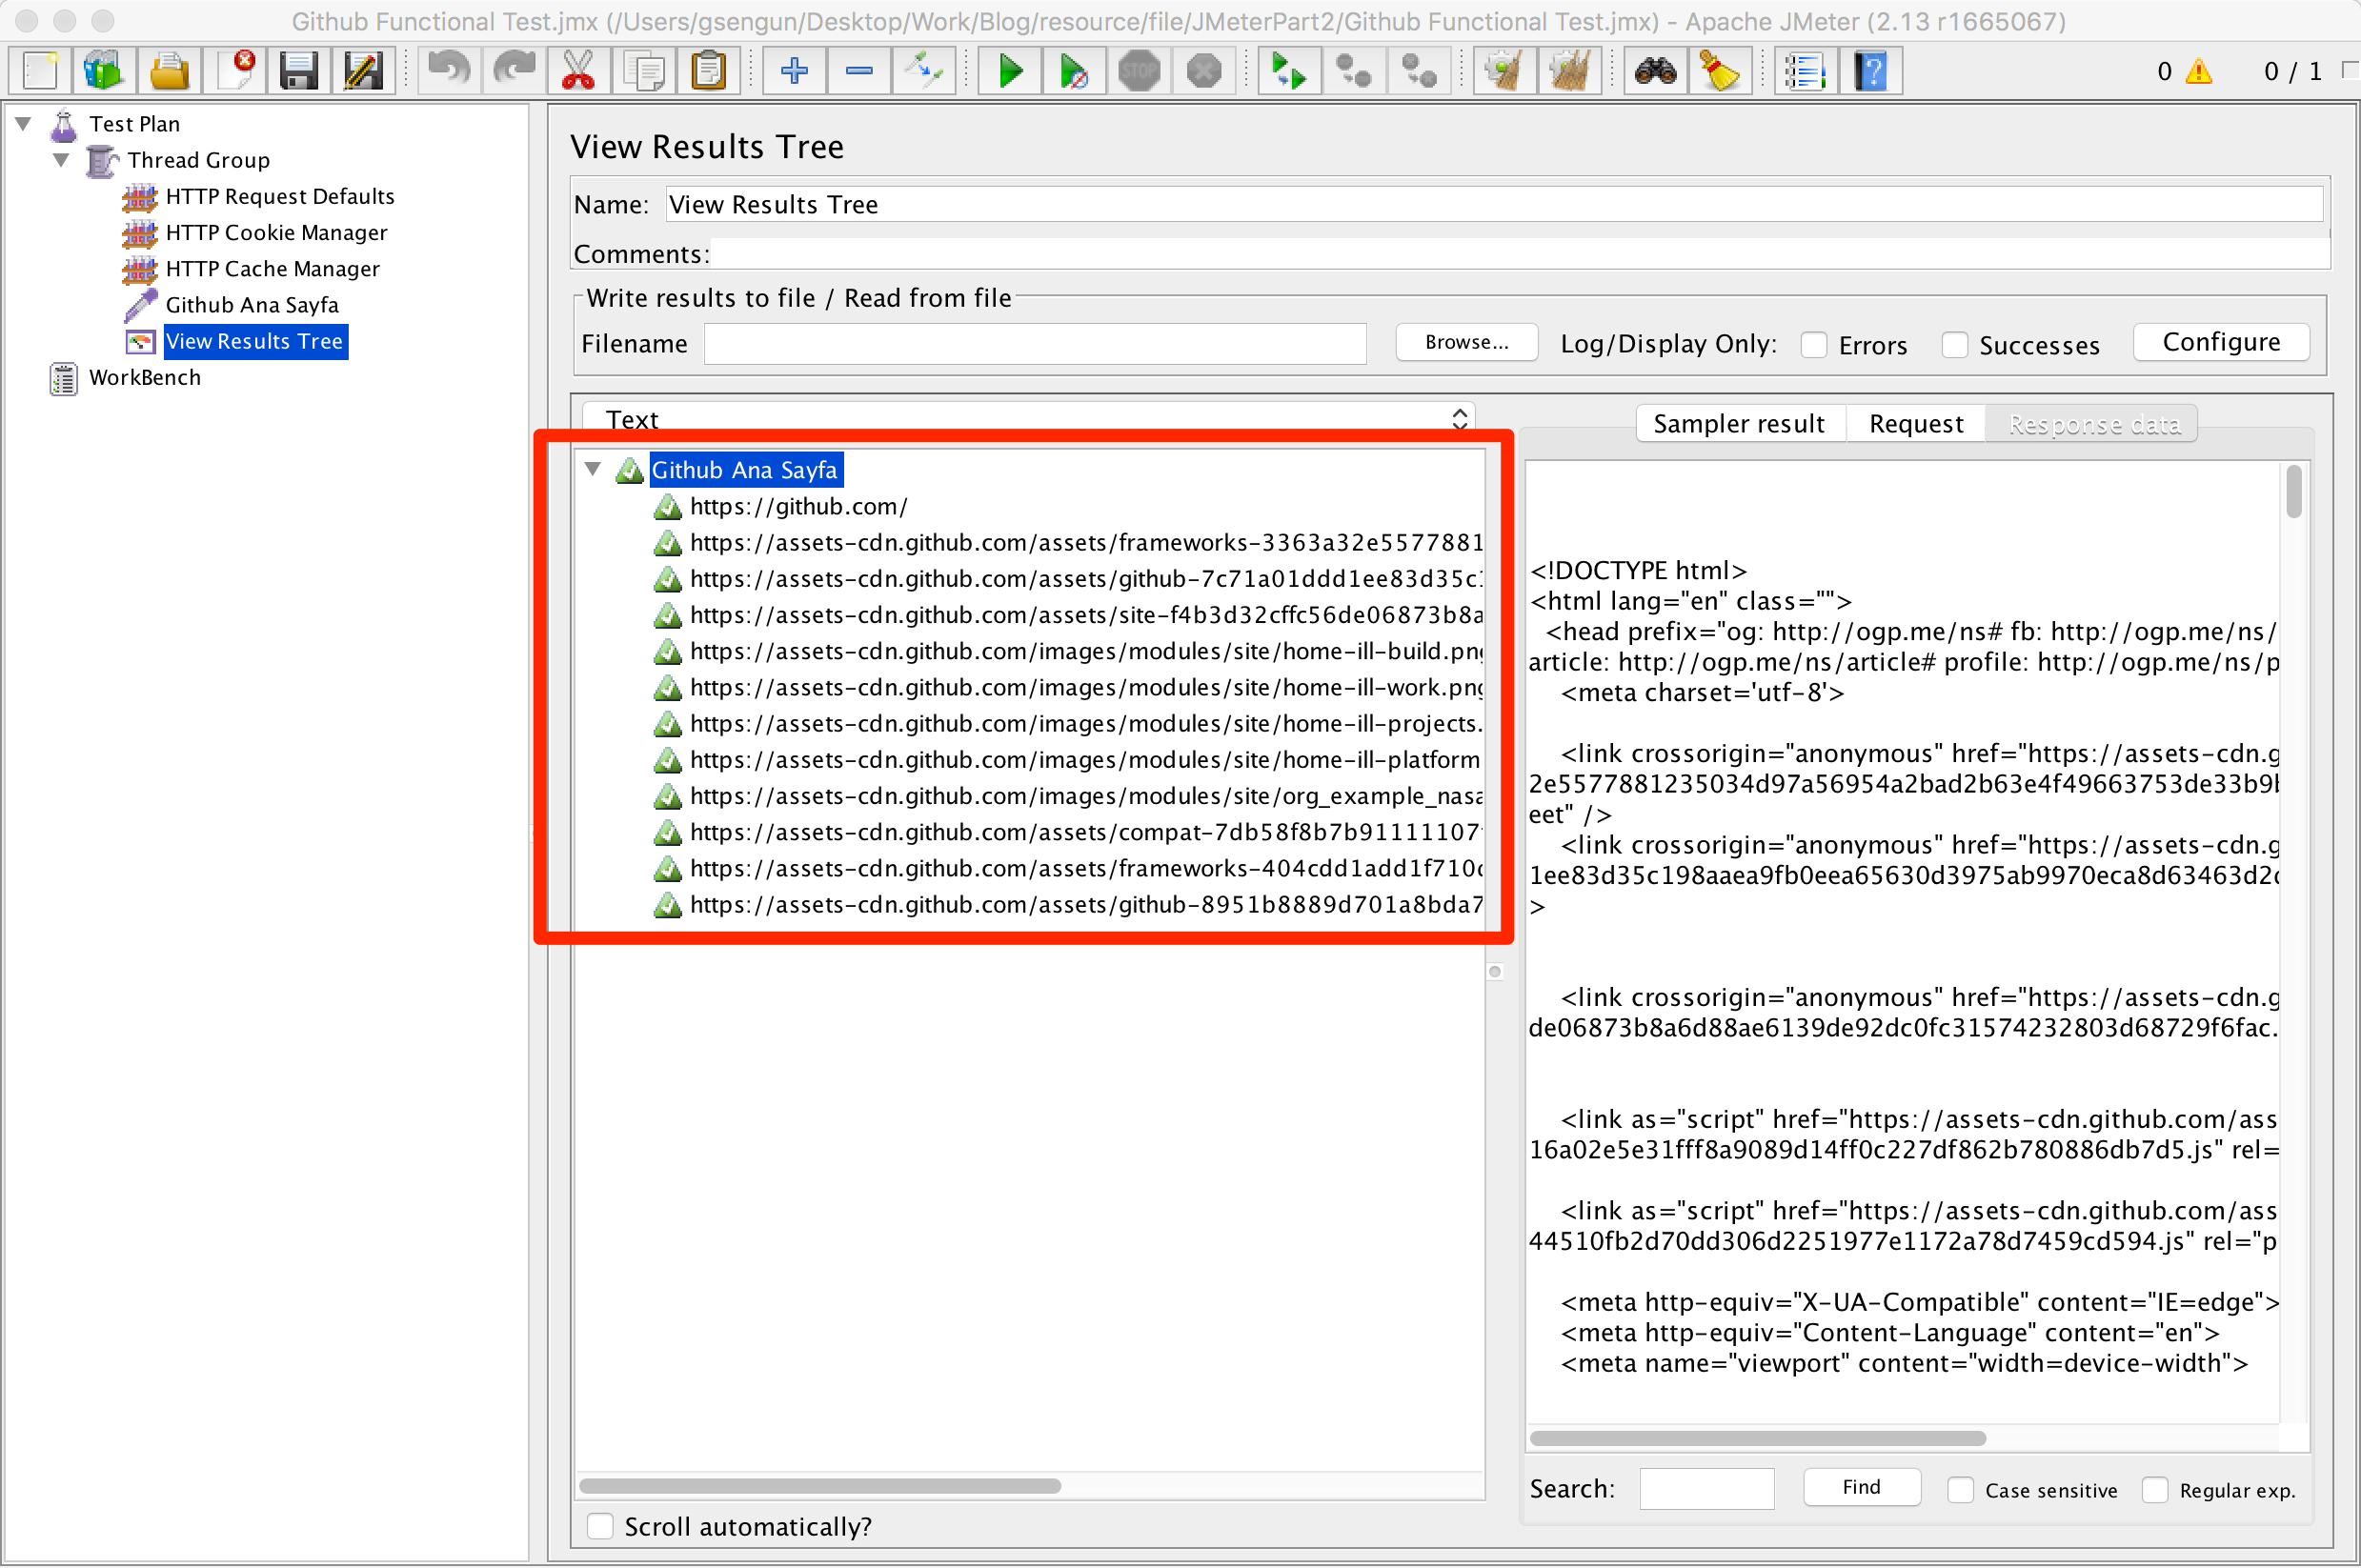 Github Functional Test.jmx (/Users/gsengun/Desktop/Work/Blog/resource/file/JMeterPart2/Github Functional Test.jmx) - Apache JMeter (2.13 r1665067)
STOP
0
0 / 1
Test Plan
Thread Group
HTTP Request Defaults
HTTP Cookie Manager
HTTP Cache Manager
Github Ana Sayfa
View Results Tree
WorkBench
View Results Tree
Name: View Results Tree
Comments:
Write results to file / Read from file
Filename Browse... Log/Display Only: Errors Successes Configure
Text
Github Ana Sayfa
https://github.com/
https://assets-cdn.github.com/assets/frameworks-3363a32e5577881
https://assets-cdn.github.com/assets/github-7c71a01ddd1ee83d35c1
https://assets-cdn.github.com/assets/site-f4b3d32cffc56de06873b8a
https://assets-cdn.github.com/images/modules/site/home-ill-build.png
https://assets-cdn.github.com/images/modules/site/home-ill-work.png
https://assets-cdn.github.com/images/modules/site/home-ill-projects.
https://assets-cdn.github.com/images/modules/site/home-ill-platform
https://assets-cdn.github.com/images/modules/site/org_example_nasa
https://assets-cdn.github.com/assets/compat-7db58f8b7b91111107
https://assets-cdn.github.com/assets/frameworks-404cdd1add1f710
https://assets-cdn.github.com/assets/github-8951b8889d701a8bda7
Scroll automatically?
Sampler result Request Response data
<!DOCTYPE html>
<html lang="en" class="">
<head prefix="og: http://ogp.me/ns# fb: http://ogp.me/ns/
article: http://ogp.me/ns/article# profile: http://ogp.me/ns/p
<meta charset='utf-8'>
<link crossorigin="anonymous" href="https://assets-cdn.g
2e5577881235034d97a56954a2bad2b63e4f49663753de33b9b
eet" />
<link crossorigin="anonymous" href="https://assets-cdn.g
1ee83d35c198aaea9fb0eea65630d3975ab9970eca8d63463d2c
>
<link crossorigin="anonymous" href="https://assets-cdn.g
de06873b8a6d88ae6139de92dc0fc31574232803d68729f6fac.
<link as="script" href="https://assets-cdn.github.com/ass
16a02e5e31fff8a9089d14ff0c227df862b780886db7d5.js" rel=
<link as="script" href="https://assets-cdn.github.com/ass
44510fb2d70dd306d2251977e1172a78d7459cd594.js" rel="p
<meta http-equiv="X-UA-Compatible" content="IE=edge">
<meta http-equiv="Content-Language" content="en">
<meta name="viewport" content="width=device-width">
Search: Find Case sensitive Regular exp.